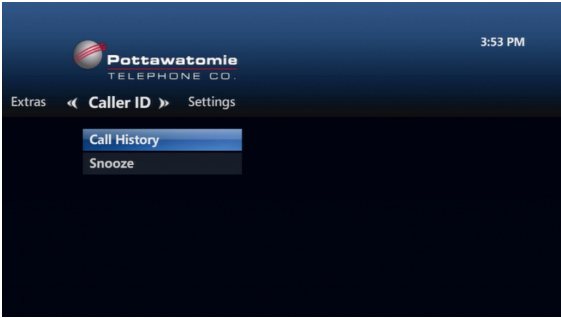 3:53 PM
Pottawatomie
TELEPHONE CO.
Extras « Caller ID » Settings
Call History
Snooze